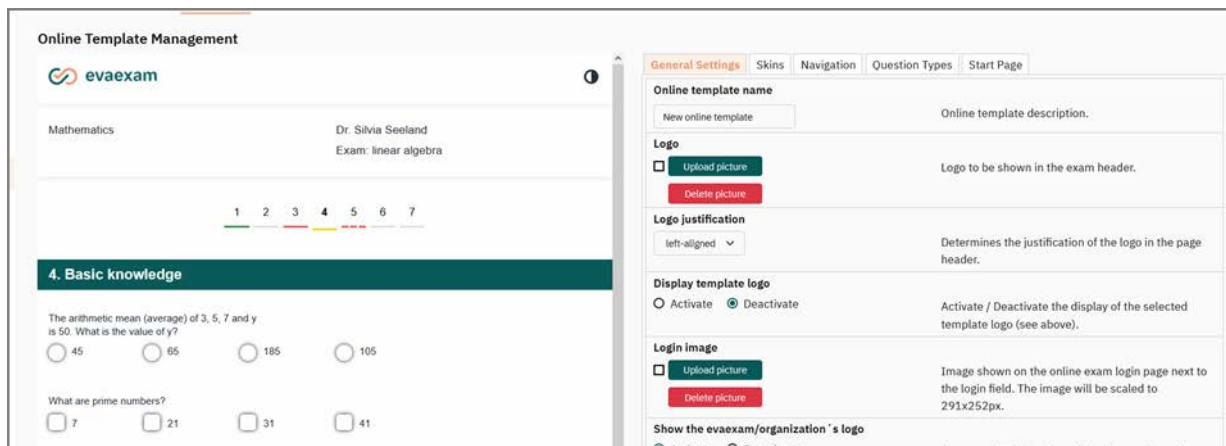 Online Template Management
evaexam
Mathematics
Dr. Silvia Seeland
Exam: linear algebra
1 2 3 4 5 6 7
4. Basic knowledge
The arithmetic mean (average) of 3, 5, 7 and y
is 50. What is the value of y?
45 65 185 105
What are prime numbers?
7 21 31 41
General Settings Skins Navigation Question Types Start Page
Online template name
New online template
Online template description.
Logo
Upload picture
Delete picture
Logo to be shown in the exam header.
Logo justification
left-aligned
Determines the justification of the logo in the page
header.
Display template logo
Activate Deactivate
Activate / Deactivate the display of the selected
template logo (see above).
Login image
Upload picture
Delete picture
Image shown on the online exam login page next to
the login field. The image will be scaled to
291x252px.
Show the evaexam/organization´s logo